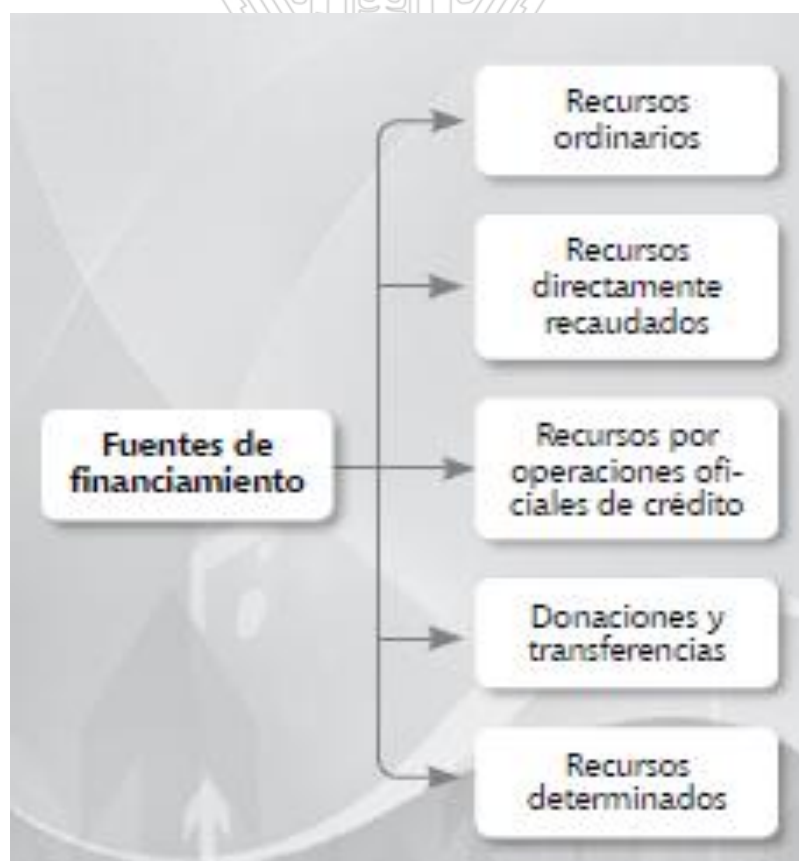 Recursos
ordinarios
Recursos
directamente
recaudados
Fuentes de
financiamiento
Recursos por
operaciones ofi-
ciales de crédito
Donaciones y
transferencias
Recursos
determinados